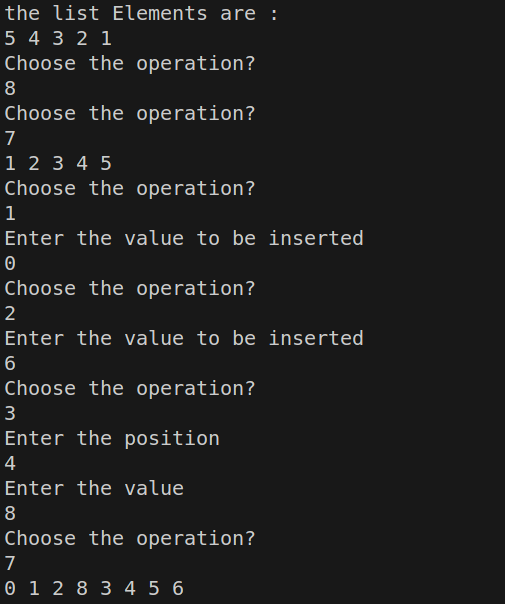 the list Elements are :
5 4 3 2 1
Choose the operation?
8
Choose the operation?
7
1 2 3 4 5
Choose the operation?
1
Enter the value to be inserted
0
Choose the operation?
2
Enter the value to be inserted
6
Choose the operation?
3
Enter the position
4
Enter the value
8
Choose the operation?
7
0 1 2 8 3 4 5 6